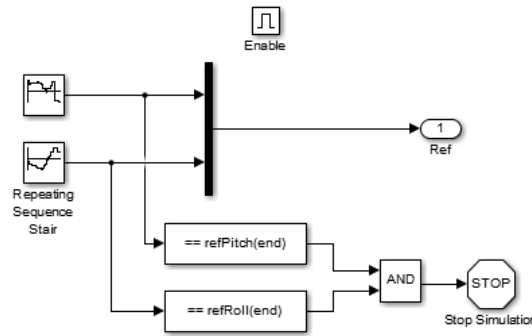 Enable
1
Ref
Repeating
Sequence
Stair
== refPitch(end)
AND
STOP
== refRoll(end)
Stop Simulation